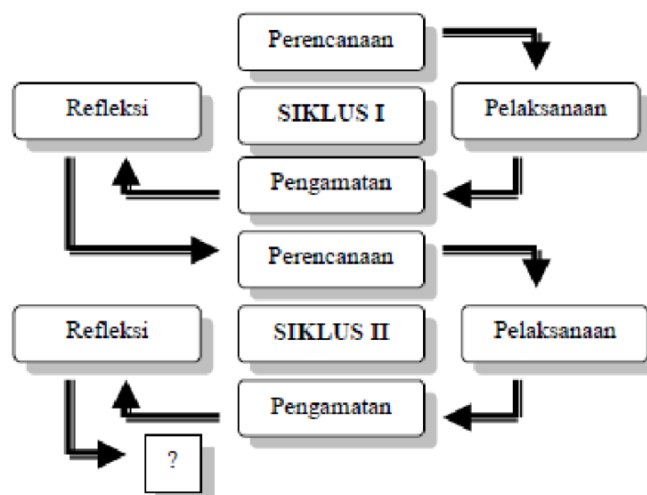 Perencanaan
Refleksi
SIKLUS I
Pelaksanaan
Pengamatan
Perencanaan
Refleksi
SIKLUS II
Pelaksanaan
Pengamatan
?